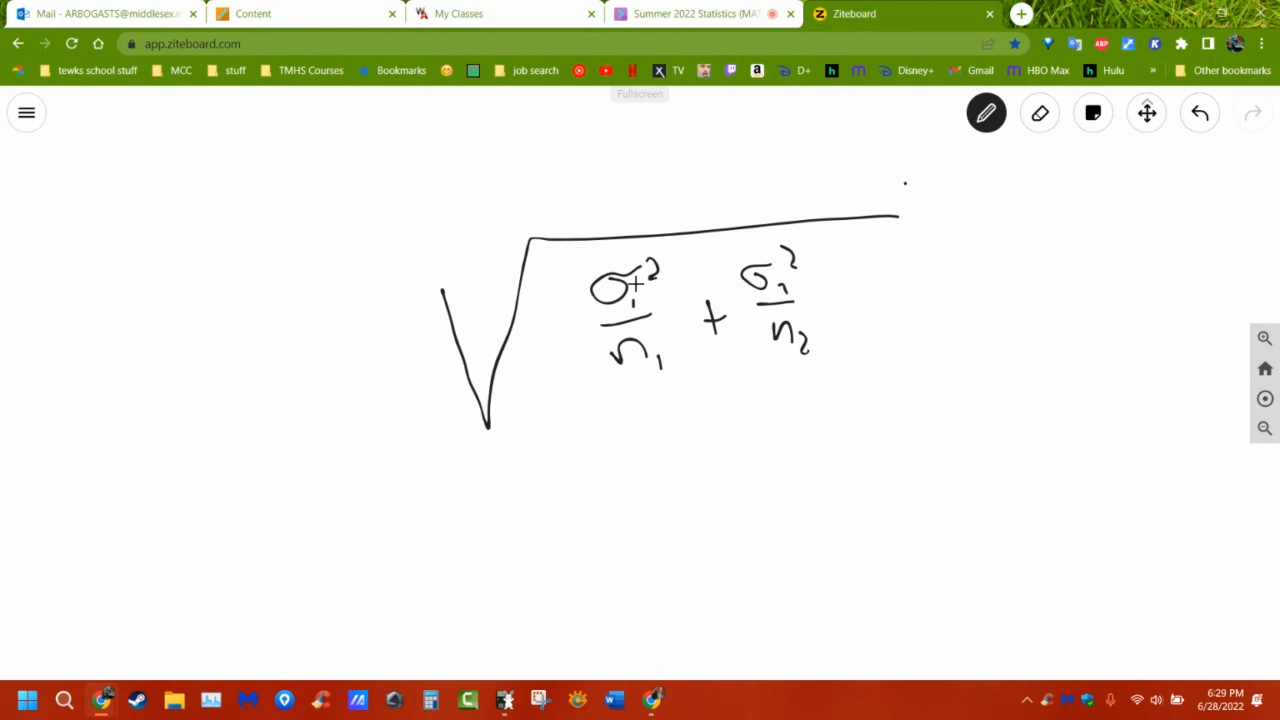 Mail - ARBOGASTS@middlesex.m
Content
My Classes
Summer 2022 Statistics (MA
Ziteboard
app.ziteboard.com
tewks school stuff
MCC
stuff
TMHS Courses
Bookmarks
job search
TV
D+
Disney+
Gmail
HBO Max
Hulu
»
Other bookmarks
Fullscreen
√(σ₁²/n₁ + σ₁²/n₂)
6:29 PM
6/28/2022